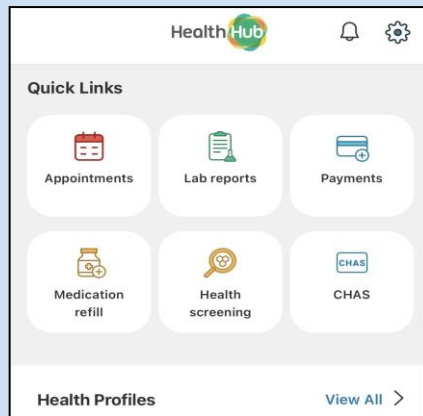 HealthHub
Quick Links
Appointments
Lab reports
Payments
Medication
refill
Health
screening
CHAS
CHAS
Health Profiles
View All >